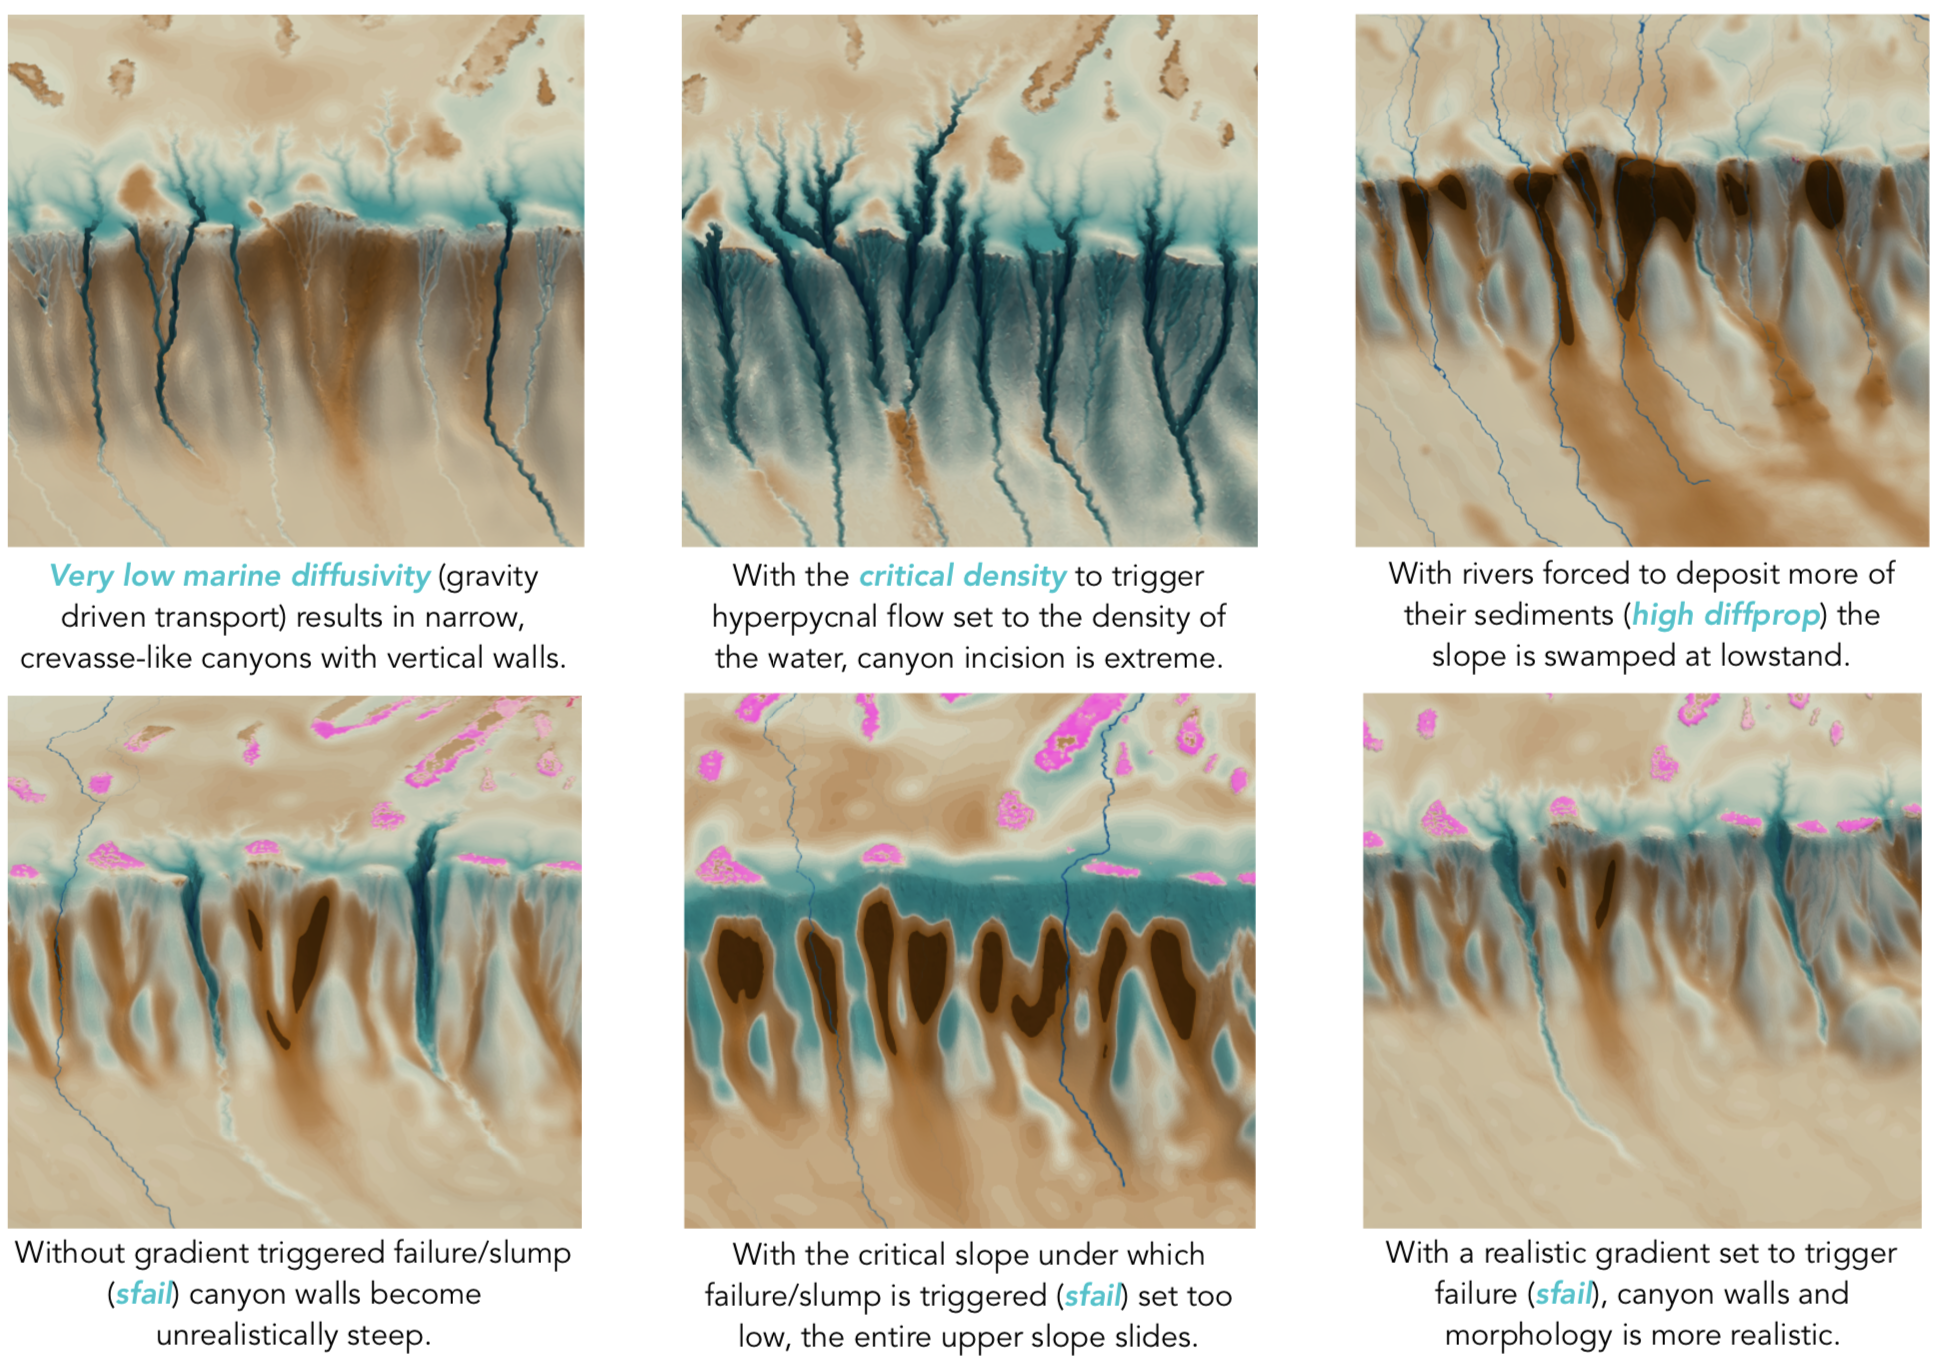 Very low marine diffusivity (gravity
driven transport) results in narrow,
crevasse-like canyons with vertical walls.
With the critical density to trigger
hyperpycnal flow set to the density of
the water, canyon incision is extreme.
With rivers forced to deposit more of
their sediments (high diffprop) the
slope is swamped at lowstand.
Without gradient triggered failure/slump
(sfail) canyon walls become
unrealistically steep.
With the critical slope under which
failure/slump is triggered (sfail) set too
low, the entire upper slope slides.
With a realistic gradient set to trigger
failure (sfail), canyon walls and
morphology is more realistic.